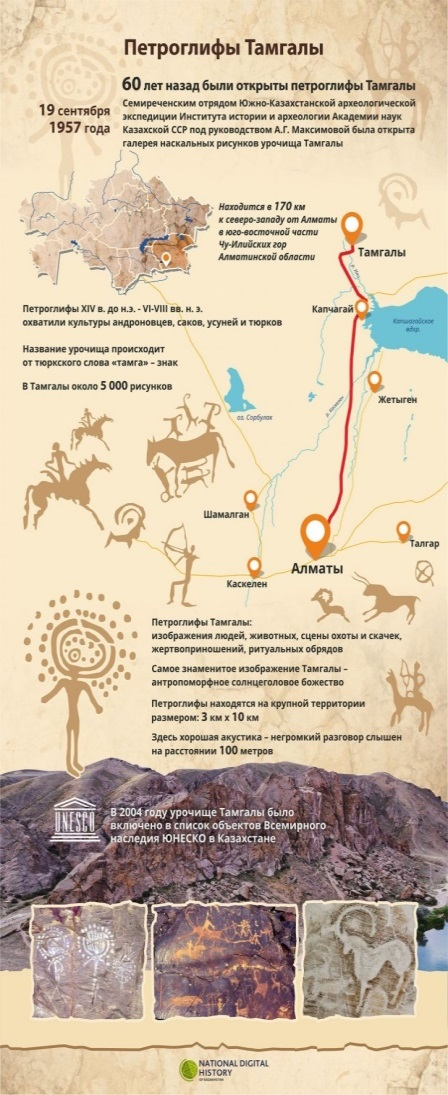 Петроглифы Тамгалы
60 лет назад были открыты петроглифы Тамгалы
19 сентября
1957 года
Семиреченским отрядом Южно-Казахстанской археологической
экспедиции Института истории и археологии Академии наук
Казахской ССР под руководством А.Г. Максимовой была открыта
галерея наскальных рисунков урочища Тамгалы
Находится в 170 км
к северо-западу от Алматы
в юго-восточной части
Чу-Илийских гор
Алматинской области
Тамгалы
р. Или
Капчагай
Капшагайское
вдхр.
Петроглифы XIV в. до н.э. - VI-VIII вв. н. э.
охватили культуры андроновцев, саков, усуней и тюрков
Название урочища происходит
от тюркского слова «тамга» – знак
В Тамгалы около 5 000 рисунков
Жетыген
оз. Сорбулак
р. Каскелен
Шамалган
Алматы
Талгар
Каскелен
Петроглифы Тамгалы:
изображения людей, животных, сцены охоты и скачек,
жертвоприношений, ритуальных обрядов
Самое знаменитое изображение Тамгалы –
антропоморфное солнцеголовое божество
Петроглифы находятся на крупной территории
размером: 3 км х 10 км
Здесь хорошая акустика – негромкий разговор слышен
на расстоянии 100 метров
UNESCO
В 2004 году урочище Тамгалы было
включено в список объектов Всемирного
наследия ЮНЕСКО в Казахстане
NATIONAL DIGITAL
HISTORY
OF KAZAKHSTAN